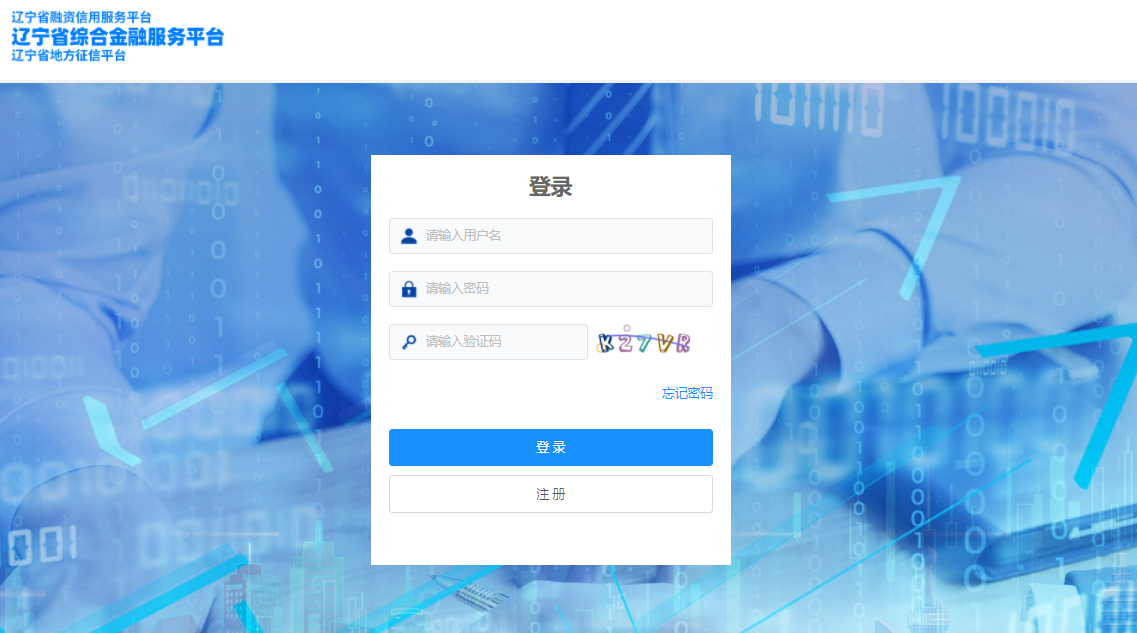 辽宁省融资信用服务平台
辽宁省综合金融服务平台
辽宁省地方征信平台
登录
请输入用户名
请输入密码
请输入验证码
K27VR
忘记密码
登 录
注 册